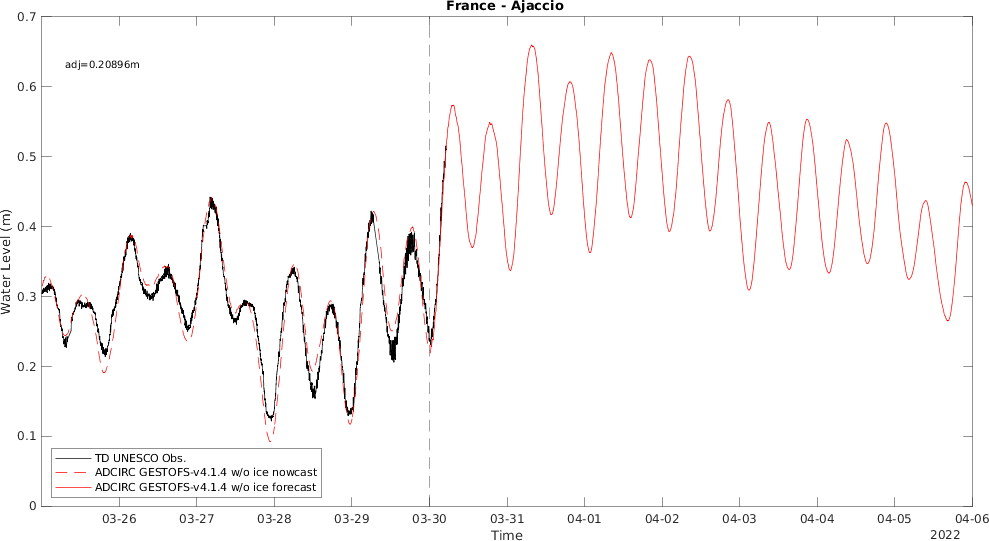 France - Ajaccio
0.7
adj=0.20896m
0.6
0.5
0.4
Water Level (m)
0.3
0.2
0.1
TD UNESCO Obs.
ADCIRC GESTOFS-v4.1.4 w/o ice nowcast
ADCIRC GESTOFS-v4.1.4 w/o ice forecast
0
03-26 03-27 03-28 03-29 03-30 03-31 04-01 04-02 04-03 04-04 04-05 04-06
Time
2022